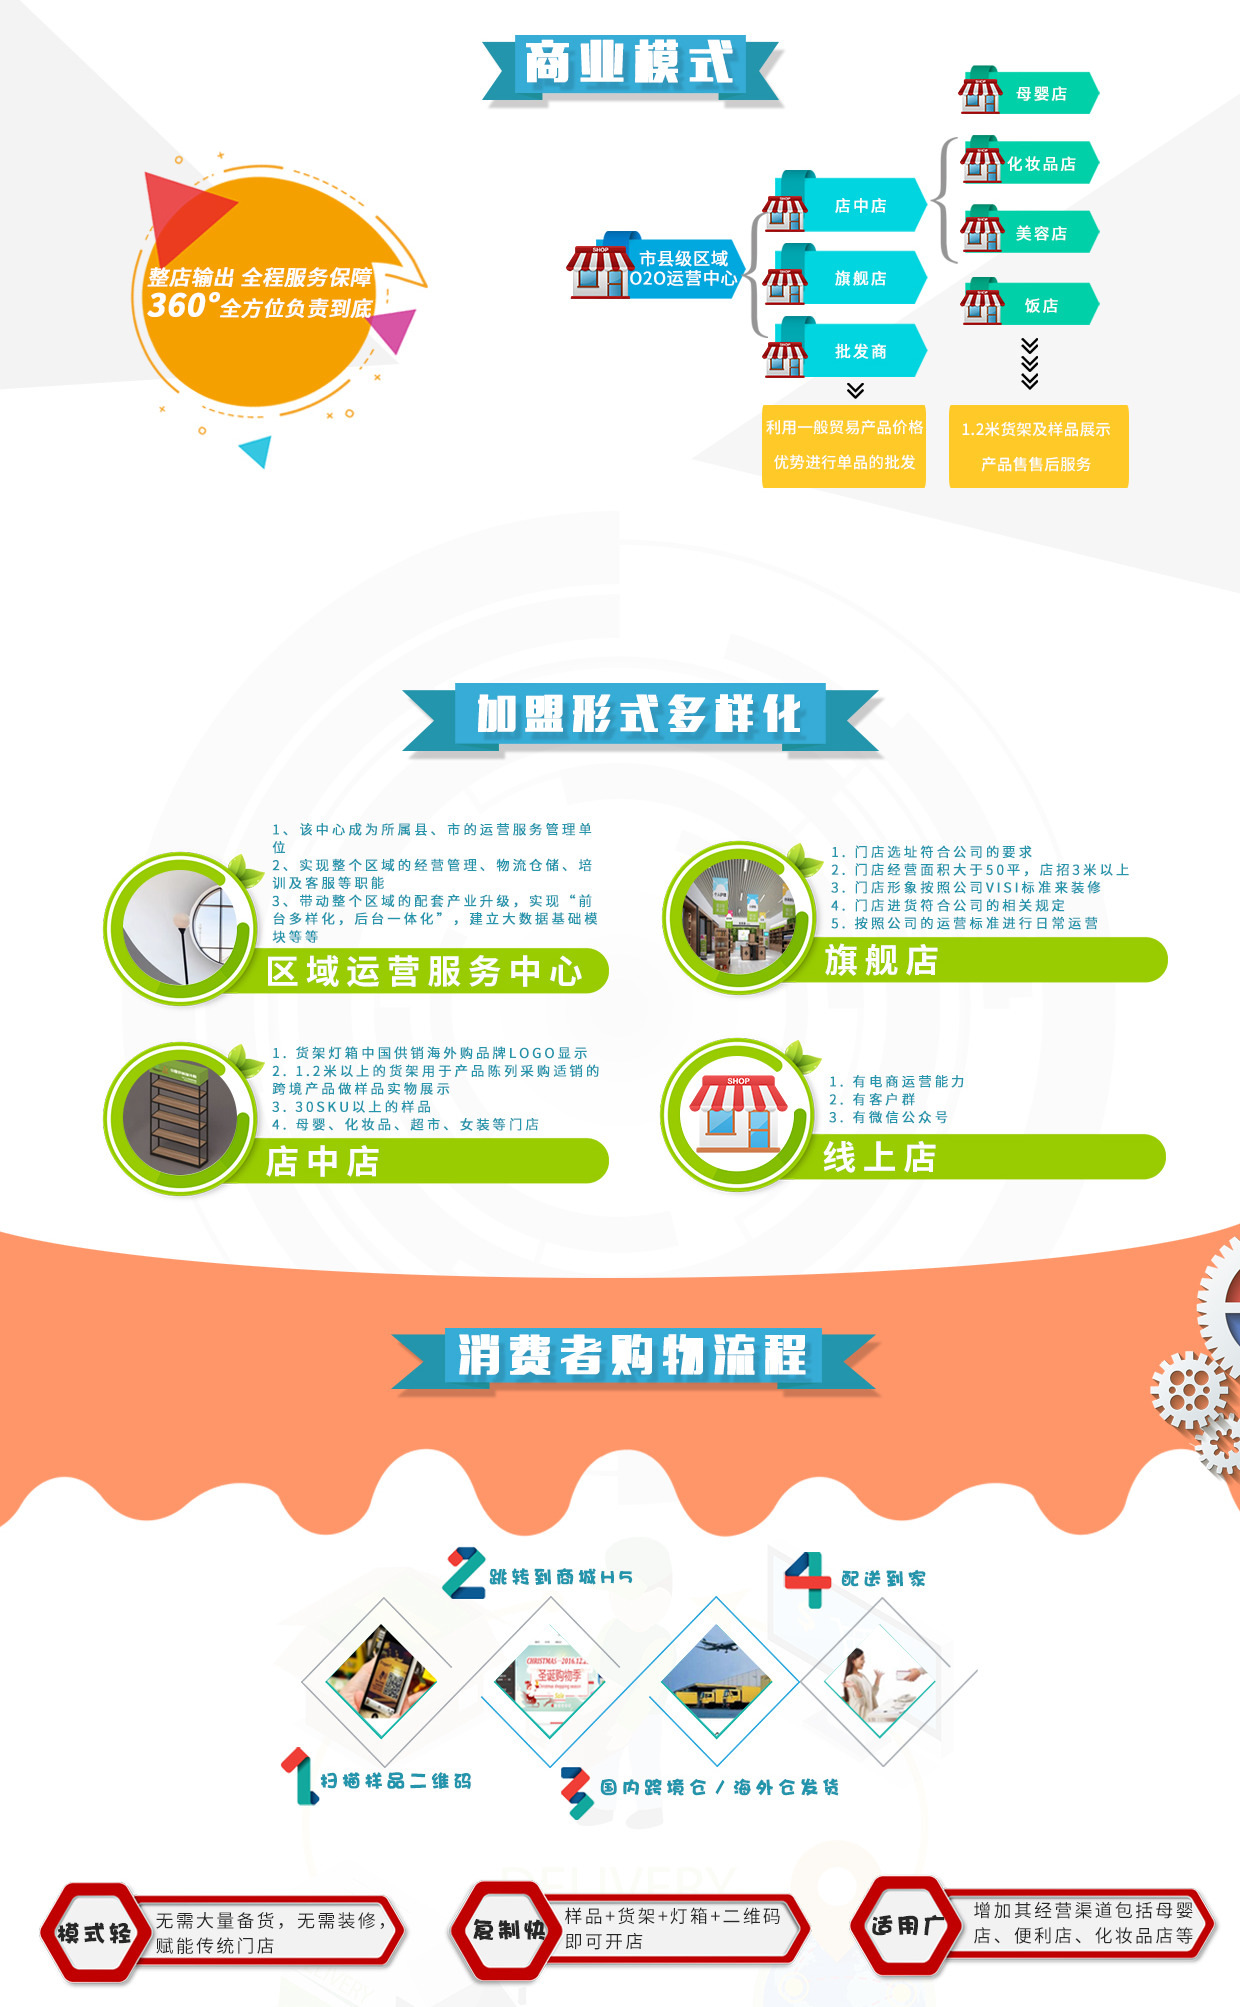 商业模式
整店输出 全程服务保障
360°全方位负责到底
SHOP
市县级区域
O2O运营中心
店中店
旗舰店
批发商
利用一般贸易产品价格
优势进行单品的批发
母婴店
化妆品店
美容店
饭店
1.2米货架及样品展示
产品售售后服务
加盟形式多样化
1、该中心成为所属县、市的运营服务管理单
位
2、实现整个区域的经营管理、物流仓储、培
训及客服等职能
3、带动整个区域的配套产业升级，实现“前
台多样化，后台一体化”，建立大数据基础模
块等等
区域运营服务中心
1. 门店选址符合公司的要求
2. 门店经营面积大于50平，店招3米以上
3. 门店形象按照公司VISI标准来装修
4. 门店进货符合公司的相关规定
5. 按照公司的运营标准进行日常运营
旗舰店
1. 货架灯箱中国供销海外购品牌LOGO显示
2. 1.2米以上的货架用于产品陈列采购适销的
跨境产品做样品实物展示
3. 30SKU以上的样品
4. 母婴、化妆品、超市、女装等门店
店中店
SHOP
1. 有电商运营能力
2. 有客户群
3. 有微信公众号
线上店
消费者购物流程
2 跳转到商城H5
4 配送到家
CHRISTMAS 2016.12.2
圣诞购物季
1 扫描样品二维码
3 国内跨境仓/海外仓发货
DELIVERY
模式轻
无需大量备货，无需装修，
赋能传统门店
复制快
样品+货架+灯箱+二维码
即可开店
适用广
增加其经营渠道包括母婴
店、便利店、化妆品店等